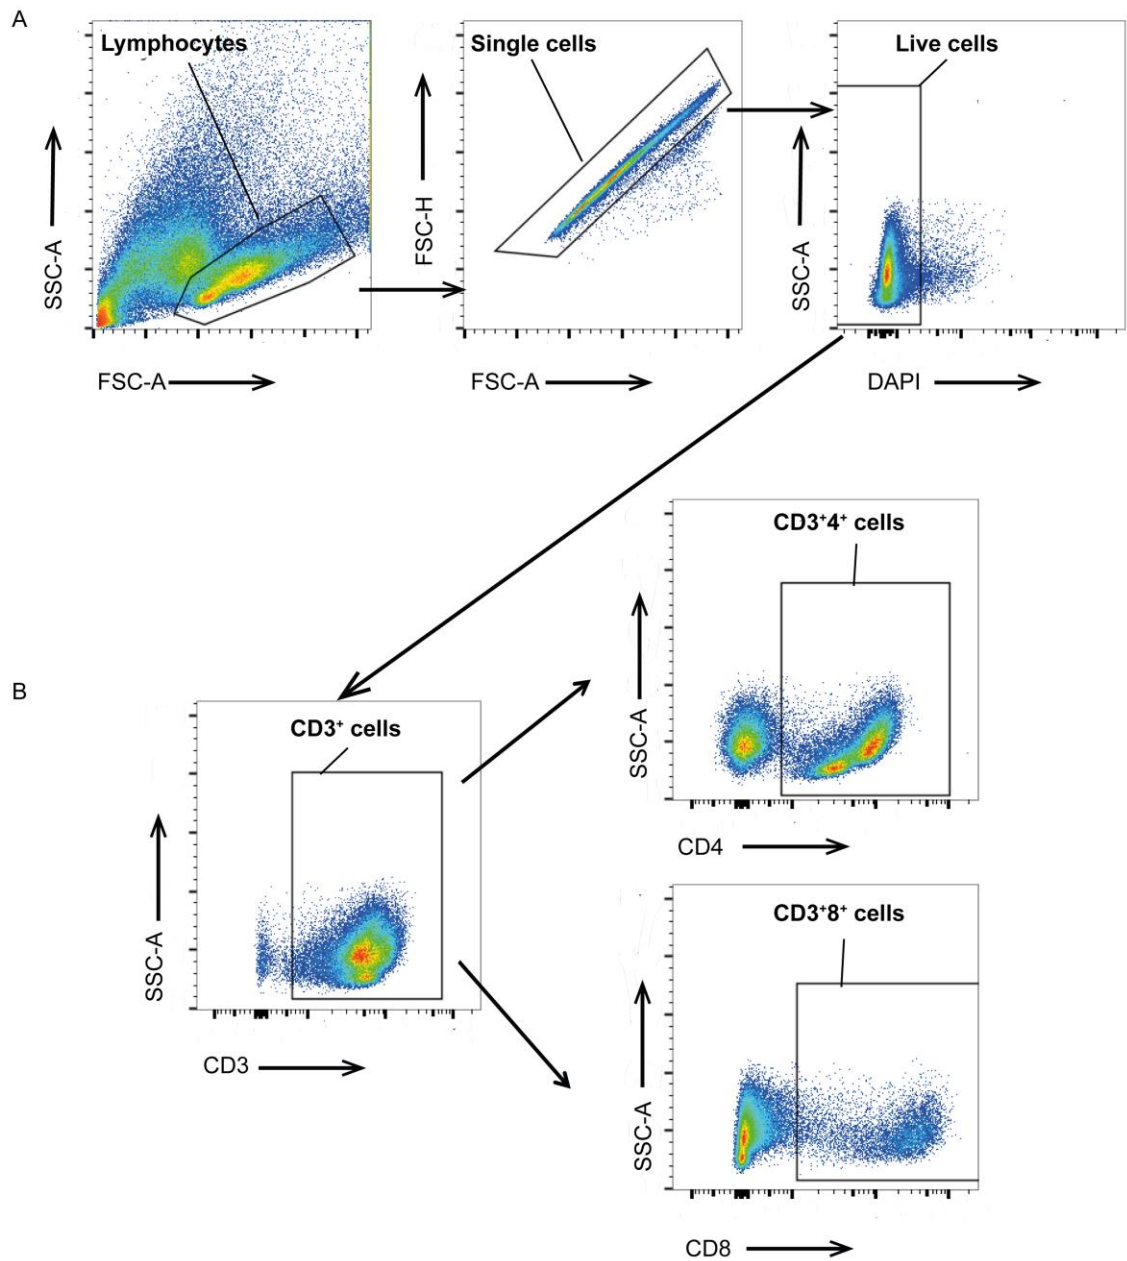 A
Lymphocytes
SSC-A
FSC-A
Single cells
FSC-H
FSC-A
Live cells
SSC-A
DAPI
B
CD3⁺ cells
SSC-A
CD3
CD3⁺4⁺ cells
SSC-A
CD4
CD3⁺8⁺ cells
SSC-A
CD8